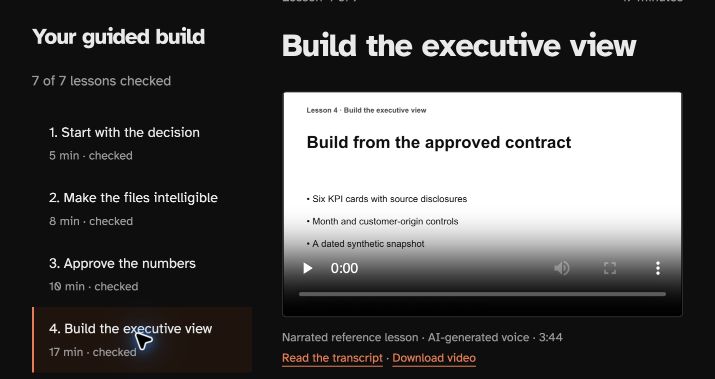 Your guided build
7 of 7 lessons checked
1. Start with the decision
5 min · checked
2. Make the files intelligible
8 min · checked
3. Approve the numbers
10 min · checked
4. Build the executive view
17 min · checked
Build the executive view
Lesson 4 · Build the executive view
Build from the approved contract
• Six KPI cards with source disclosures
• Month and customer-origin controls
• A dated synthetic snapshot
0:00
Narrated reference lesson · AI-generated voice · 3:44
Read the transcript · Download video